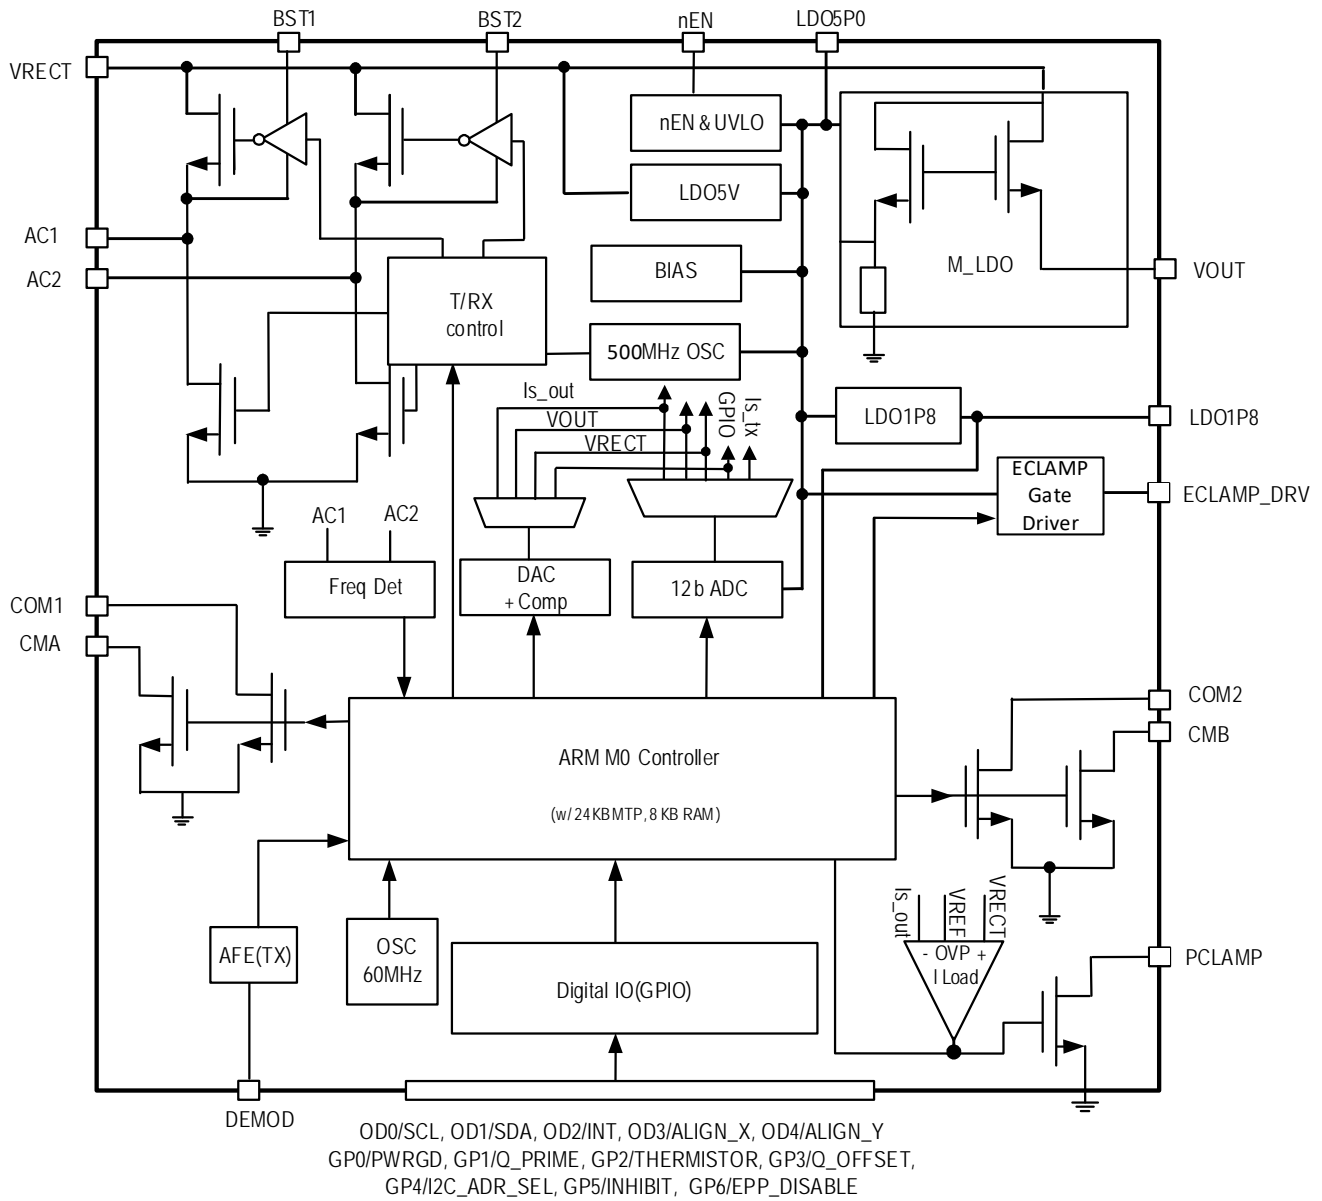 BST1
BST2
nEN
LDO5P0
VRECT
nEN & UVLO
LDO5V
AC1
AC2
BIAS
M_LDO
VOUT
T/RX
control
500MHz OSC
Is_out
VOUT
VRECT
GPIO
Is_tx
LDO1P8
LDO1P8
ECLAMP
Gate
Driver
ECLAMP_DRV
AC1
AC2
Freq Det
DAC
+ Comp
12b ADC
COM1
CMA
COM2
CMB
ARM M0 Controller
(w/ 24KB MTP, 8 KB RAM)
Is_out
VREF
VRECT
- OVP +
I Load
PCLAMP
AFE(TX)
OSC
60MHz
Digital IO(GPIO)
DEMOD
OD0/SCL, OD1/SDA, OD2/INT, OD3/ALIGN_X, OD4/ALIGN_Y
GP0/PWRGD, GP1/Q_PRIME, GP2/THERMISTOR, GP3/Q_OFFSET,
GP4/I2C_ADR_SEL, GP5/INHIBIT, GP6/EPP_DISABLE